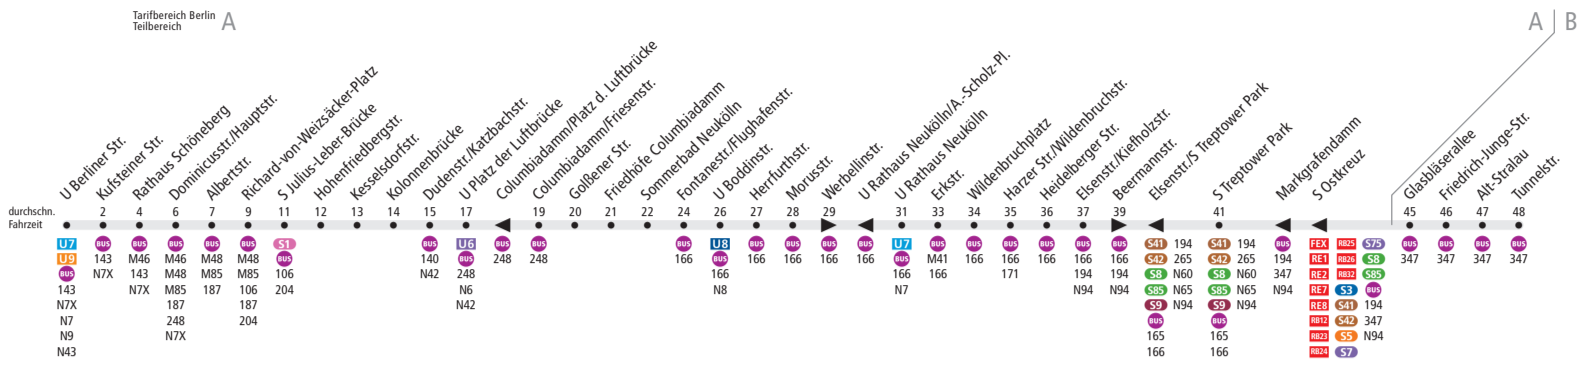 Tarifbereich Berlin
Teilbereich
A
A
B
U Berliner Str.
Kufsteiner Str.
Rathaus Schöneberg
Dominicusstr./Hauptstr.
Albertstr.
Richard-von-Weizsäcker-Platz
S Julius-Leber-Brücke
Hohenfriedbergstr.
Kesselsdorfstr.
Kolonnenbrücke
Dudenstr./Katzbachstr.
U Platz der Luftbrücke
Columbiadamm/Platz d. Luftbrücke
Columbiadamm/Friesenstr.
Golßener Str.
Friedhöfe Columbiadamm
Sommerbad Neukölln
Fontanestr./Flughafenstr.
U Boddinstr.
Herrfurthstr.
Morusstr.
Werbellinstr.
U Rathaus Neukölln/A.-Scholz-Pl.
U Rathaus Neukölln
Erkstr.
Wildenbruchplatz
Harzer Str./Wildenbruchstr.
Heidelberger Str.
Elsenstr./Kiefholzstr.
Beermannstr.
Elsenstr./S Treptower Park
S Treptower Park
Markgrafendamm
S Ostkreuz
Glasbläserallee
Friedrich-Junge-Str.
Alt-Stralau
Tunnelstr.
durchschn. 2 4 6 7 9 11 12 13 14 15 17 19 20 21 22 24 26 27 28 29 31 33 34 35 36 37 39 41 45 46 47 48
Fahrzeit
U7 BUS BUS BUS BUS BUS S1 BUS U6 BUS BUS BUS U8 BUS BUS BUS BUS U7 BUS BUS BUS BUS BUS BUS S41 194 S41 194 BUS FEX RB25 S75 BUS BUS BUS BUS
U9 143 M46 M46 M48 M48 BUS 140 BUS 248 248 166 BUS 166 166 166 166 BUS M41 166 166 166 166 166 S42 265 S42 265 194 RE1 RB26 S8 347 347 347 347
BUS N7X 143 M48 M85 M85 106 N42 248 166 166 166 171 194 194 S8 N60 S8 N60 347 RE2 RB32 S85
143 N7X M85 187 106 204 N6 N8 N7 N94 N94 S85 N65 S85 N65 N94 RE7 S3 BUS
N7X 187 187 N42 S9 N94 S9 N94 RE8 S41 194
N7 248 204 BUS BUS RB12 S42 347
N9 N7X 165 165 RB23 S5 N94
N43 166 166 RB24 S7